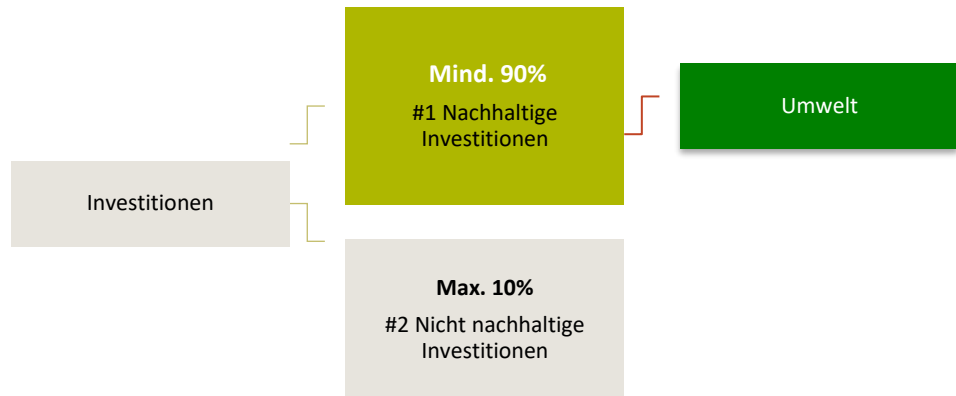 Investitionen
Mind. 90%
#1 Nachhaltige
Investitionen
Umwelt
Max. 10%
#2 Nicht nachhaltige
Investitionen